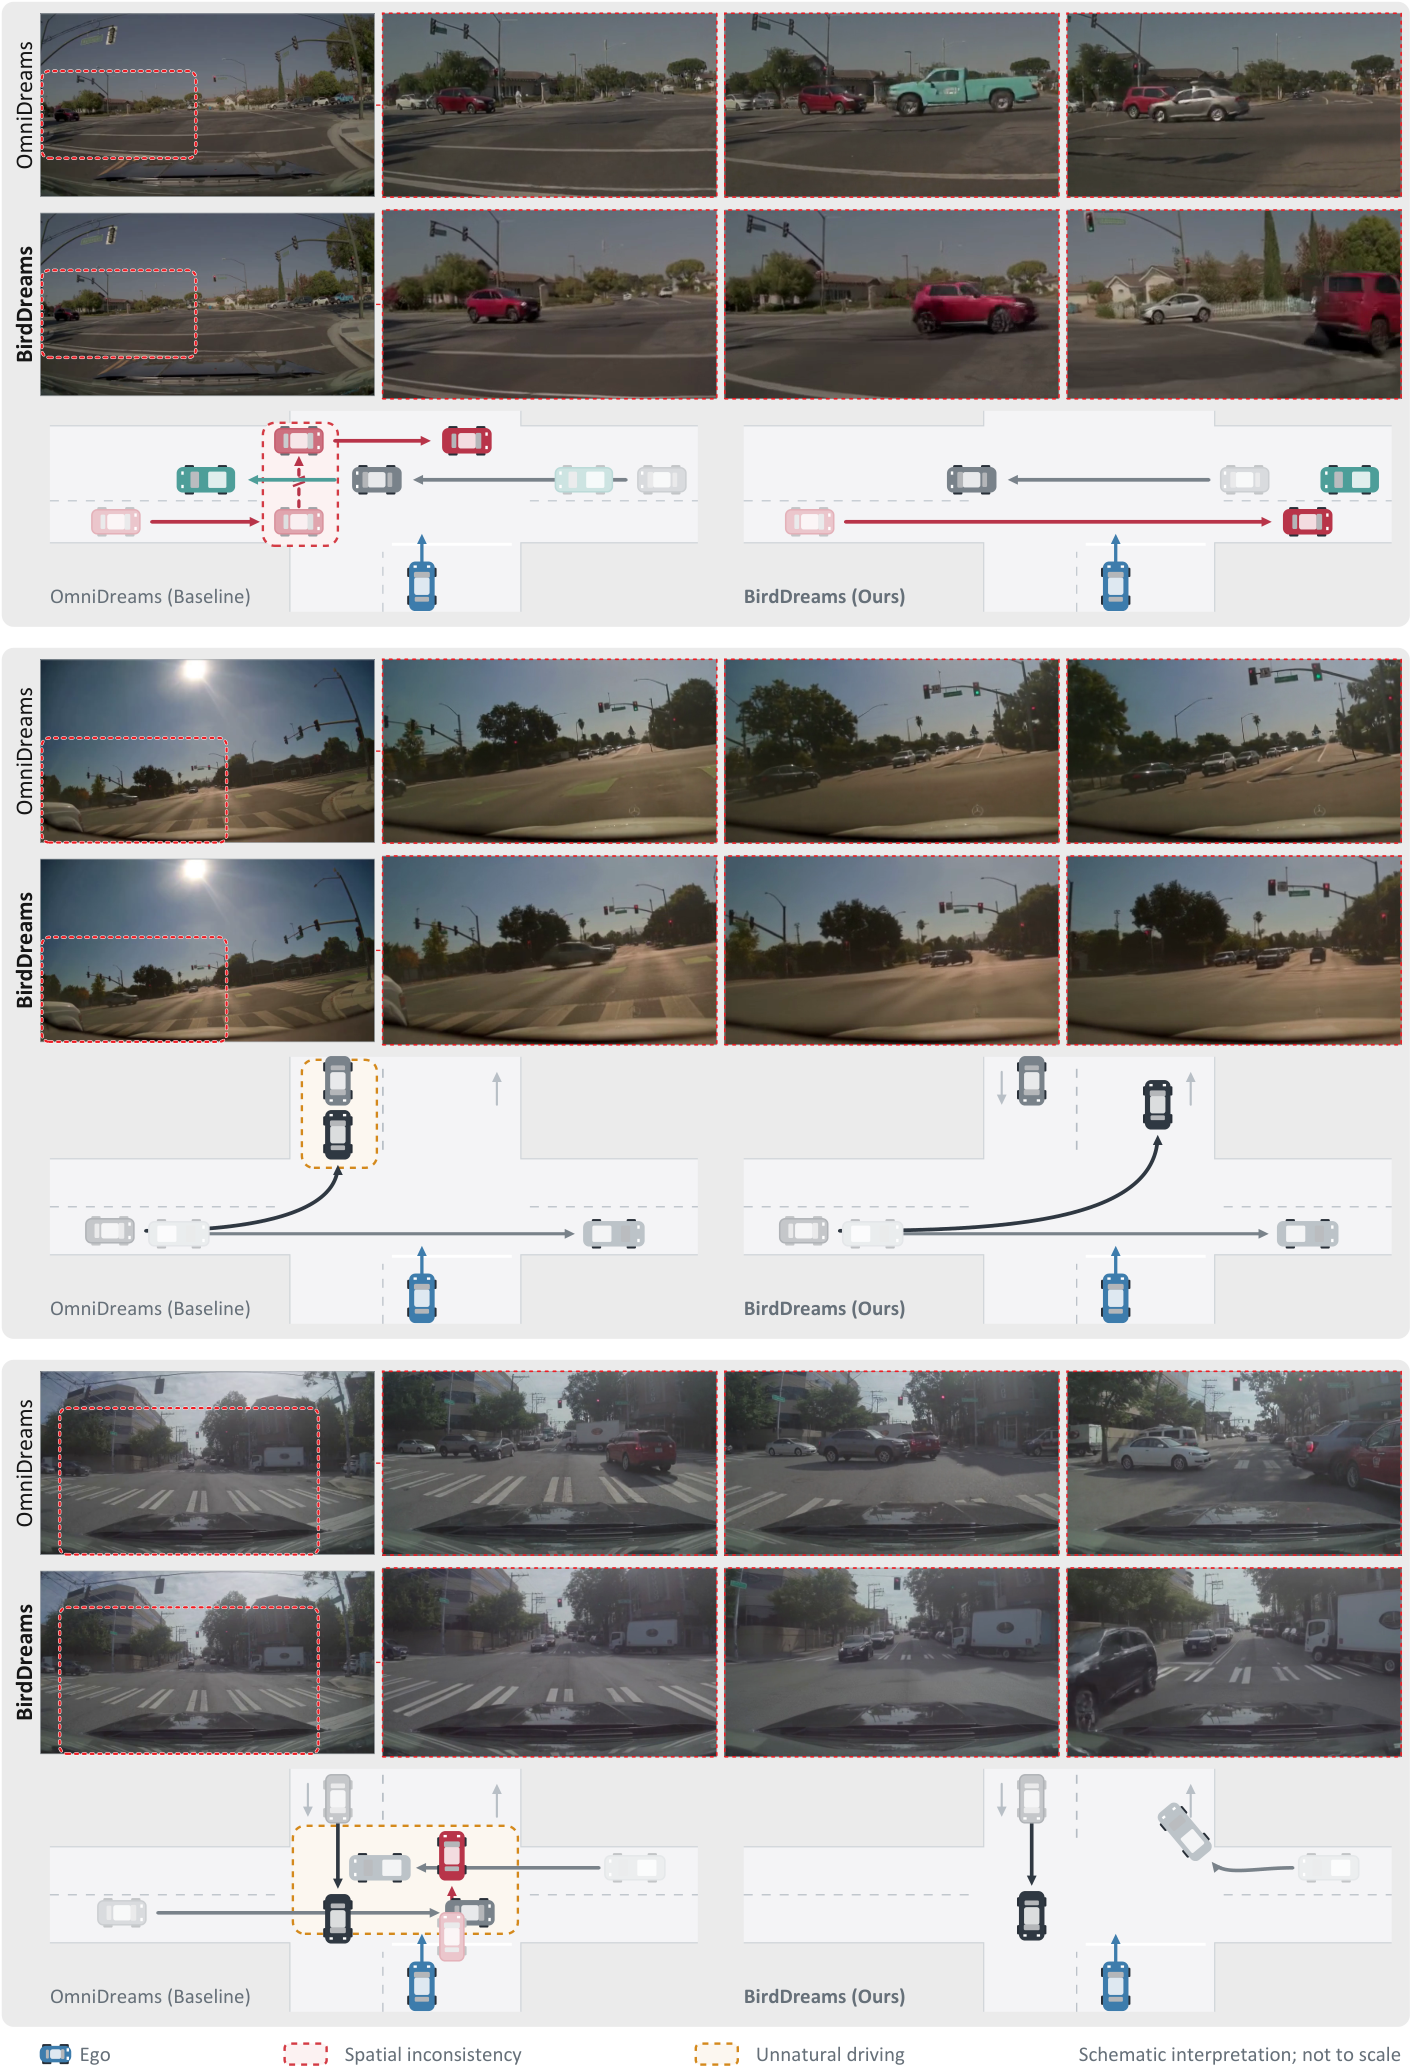 OmniDreams
BirdDreams
OmniDreams (Baseline)
BirdDreams (Ours)
OmniDreams
BirdDreams
OmniDreams (Baseline)
BirdDreams (Ours)
OmniDreams
BirdDreams
OmniDreams (Baseline)
BirdDreams (Ours)
Ego
Spatial inconsistency
Unnatural driving
Schematic interpretation; not to scale